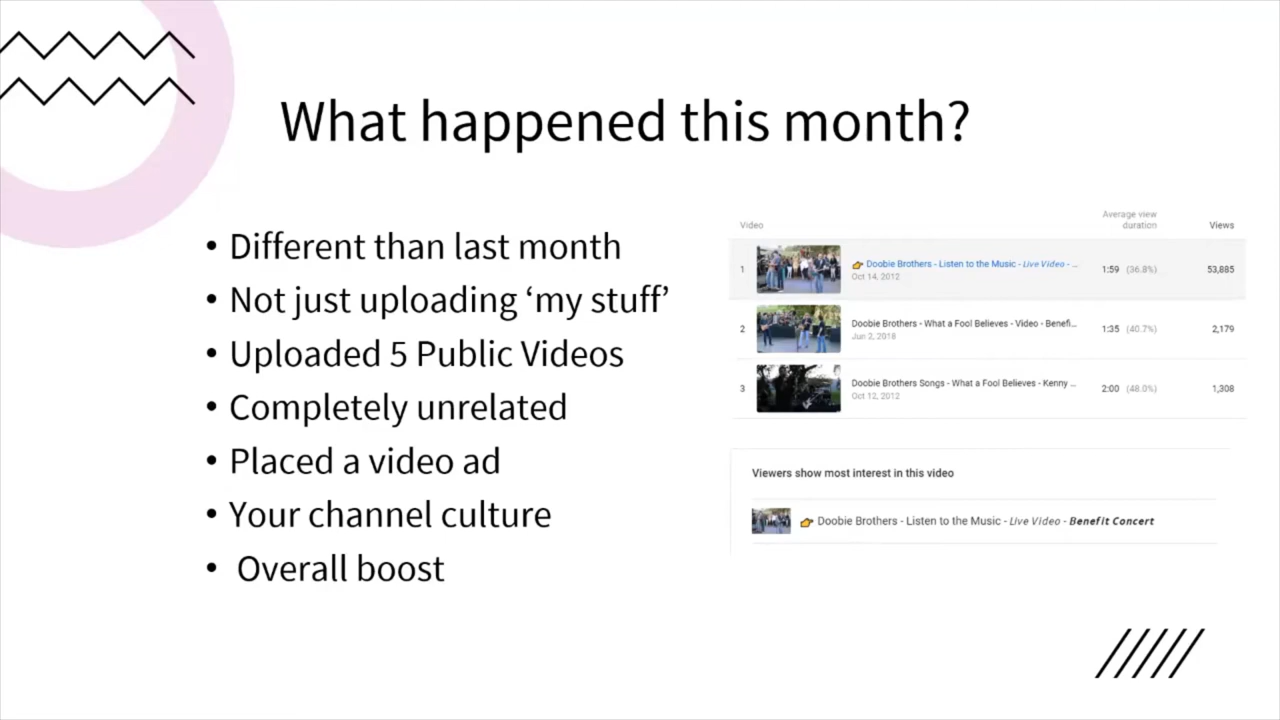 What happened this month?
• Different than last month
• Not just uploading ‘my stuff’
• Uploaded 5 Public Videos
• Completely unrelated
• Placed a video ad
• Your channel culture
• Overall boost
Video Average view duration Views
1 👉 Doobie Brothers - Listen to the Music - Live Video - ... 1:59 (36.8%) 53,885
Oct 14, 2012
2 Doobie Brothers - What a Fool Believes - Video - Benefi... 1:35 (40.7%) 2,179
Jun 2, 2018
3 Doobie Brothers Songs - What a Fool Believes - Kenny ... 2:00 (48.0%) 1,308
Oct 12, 2012
Viewers show most interest in this video
👉 Doobie Brothers - Listen to the Music - Live Video - Benefit Concert